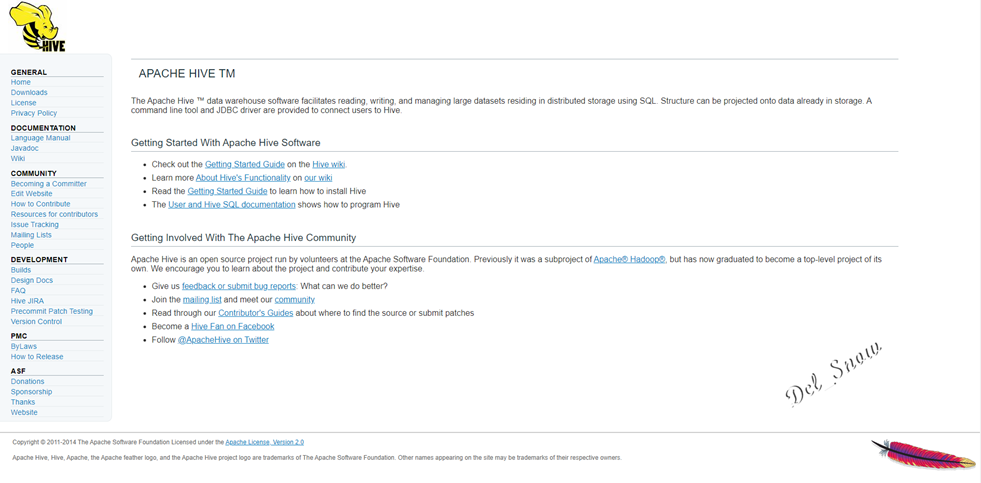 HIVE
APACHE HIVE TM
GENERAL
Home
Downloads
License
Privacy Policy
DOCUMENTATION
Language Manual
Javadoc
Wiki
COMMUNITY
Becoming a Committer
Edit Website
How to Contribute
Resources for contributors
Issue Tracking
Mailing Lists
People
DEVELOPMENT
Builds
Design Docs
FAQ
Hive JIRA
Precommit Patch Testing
Version Control
PMC
ByLaws
How to Release
ASF
Donations
Sponsorship
Thanks
Website
The Apache Hive ™ data warehouse software facilitates reading, writing, and managing large datasets residing in distributed storage using SQL. Structure can be projected onto data already in storage. A
command line tool and JDBC driver are provided to connect users to Hive.
Getting Started With Apache Hive Software
• Check out the Getting Started Guide on the Hive wiki.
• Learn more About Hive's Functionality on our wiki
• Read the Getting Started Guide to learn how to install Hive
• The User and Hive SQL documentation shows how to program Hive
Getting Involved With The Apache Hive Community
Apache Hive is an open source project run by volunteers at the Apache Software Foundation. Previously it was a subproject of Apache® Hadoop®, but has now graduated to become a top-level project of its
own. We encourage you to learn about the project and contribute your expertise.
• Give us feedback or submit bug reports: What can we do better?
• Join the mailing list and meet our community
• Read through our Contributor's Guides about where to find the source or submit patches
• Become a Hive Fan on Facebook
• Follow @ApacheHive on Twitter
Del_Snow
Copyright © 2011-2014 The Apache Software Foundation Licensed under the Apache License, Version 2.0.
Apache Hive, Hive, Apache, the Apache feather logo, and the Apache Hive project logo are trademarks of The Apache Software Foundation. Other names appearing on the site may be trademarks of their respective owners.